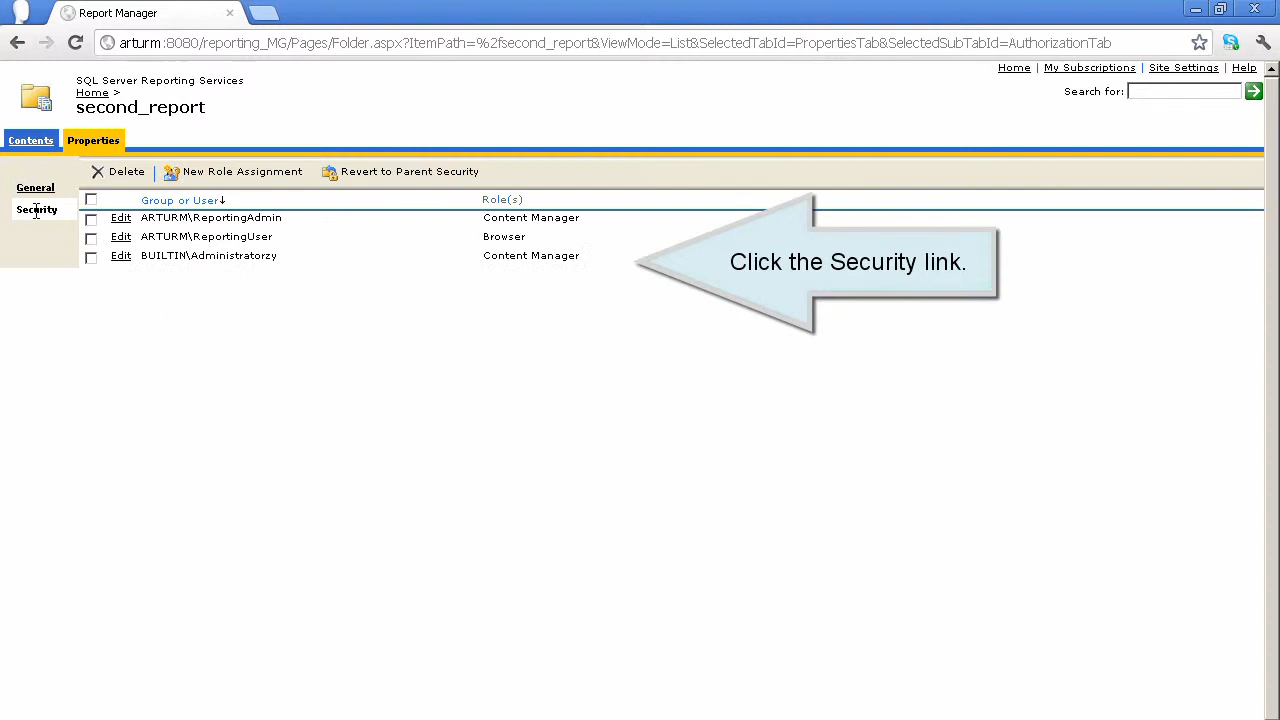 Report Manager
arturm:8080/reporting_MG/Pages/Folder.aspx?ItemPath=%2fsecond_report&ViewMode=List&SelectedTabId=PropertiesTab&SelectedSubTabId=AuthorizationTab
Home | My Subscriptions | Site Settings | Help
SQL Server Reporting Services
Home >
Search for:
second_report
Contents Properties
Delete | New Role Assignment Revert to Parent Security
General
Security
Group or User↓ Role(s)
Edit ARTURM\ReportingAdmin Content Manager
Edit ARTURM\ReportingUser Browser
Edit BUILTIN\Administratorzy Content Manager
Click the Security link.